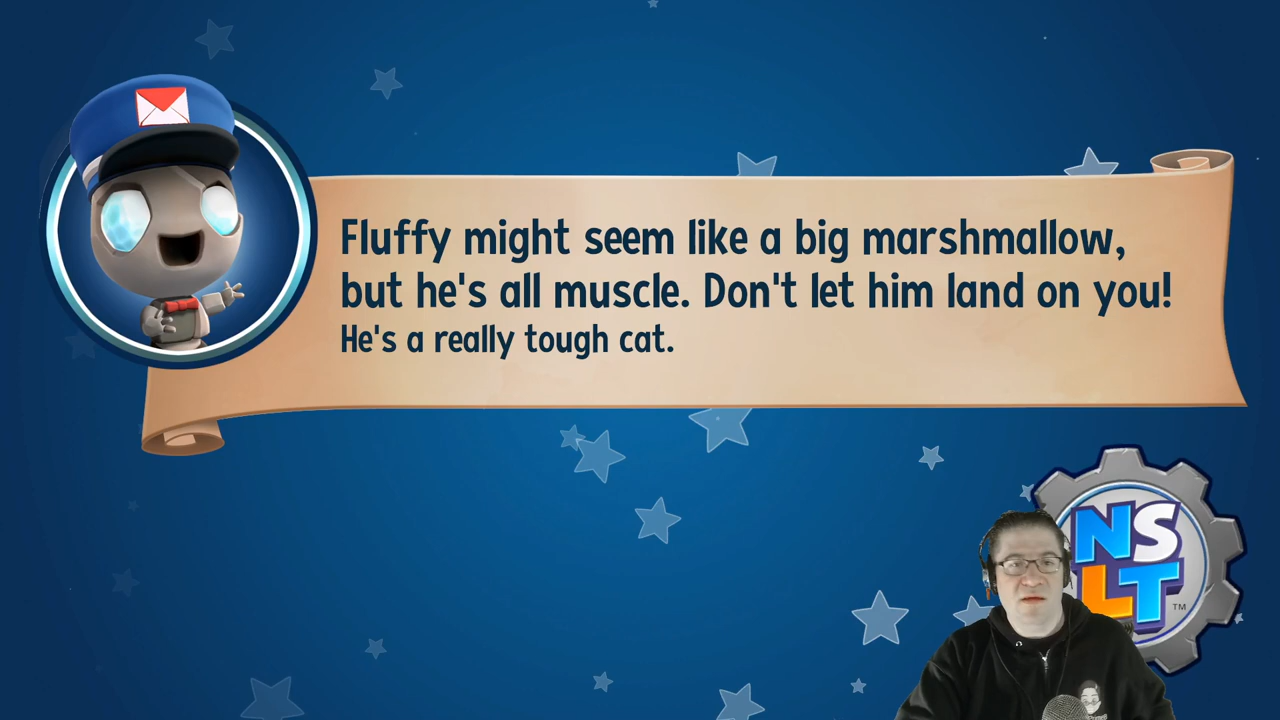 Fluffy might seem like a big marshmallow,
but he's all muscle. Don't let him land on you!
He's a really tough cat.
NS
LT
TM